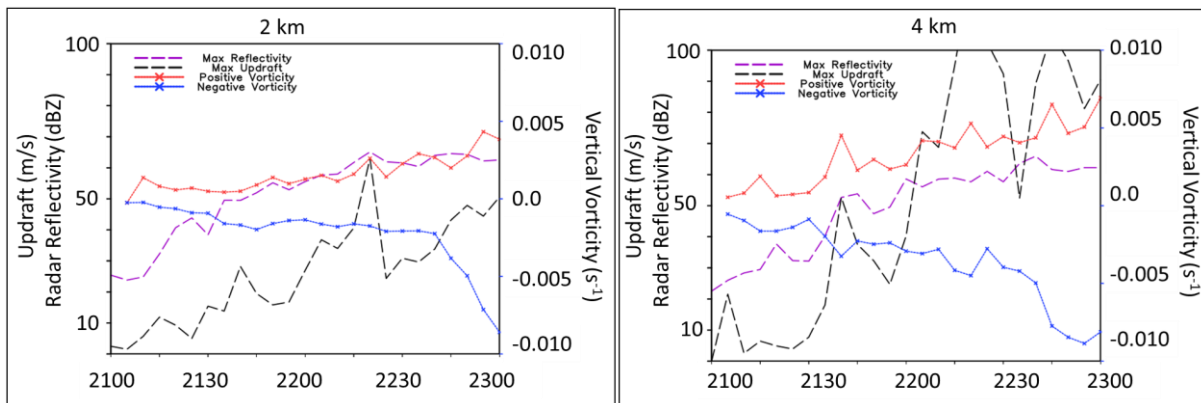 2 km
100
50
10
Updraft (m/s)
Radar Reflectivity (dBZ)
Max Reflectivity
Max Updraft
Positive Vorticity
Negative Vorticity
0.010
0.005
0.0
-0.005
-0.010
Vertical Vorticity (s⁻¹)
2100 2130 2200 2230 2300
4 km
100
50
10
Updraft (m/s)
Radar Reflectivity (dBZ)
Max Reflectivity
Max Updraft
Positive Vorticity
Negative Vorticity
0.010
0.005
0.0
-0.005
-0.010
Vertical Vorticity (s⁻¹)
2100 2130 2200 2230 2300